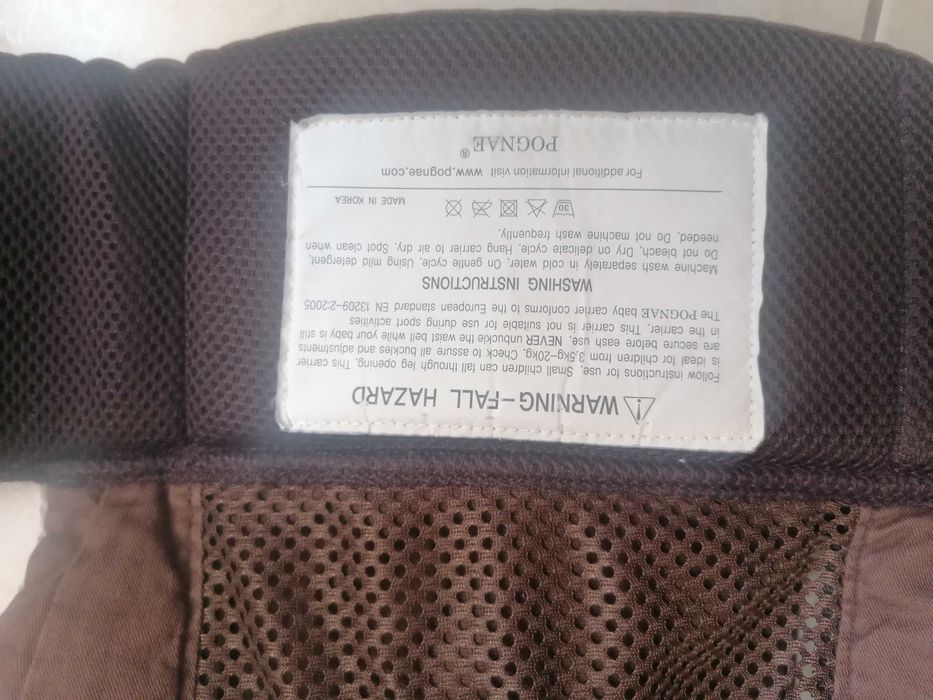 ⚠WARNING-FALL HAZARD
Follow instructions for use. Small children can fall through leg opening. This carrier
is ideal for children from 3,5kg-20kg. Check to assure all buckles and adjustments
are secure before eash use. NEVER unbuckle the waist belt while your baby is still
in the carrier. This carrier is not suitable for use during sport activities
The POGNAE baby carrier conforms to the European standard EN 13209-2:2005
WASHING INSTRUCTIONS
Machine wash separately in cold water, On gentle cycle, Using mild detergent,
Do not bleach, Dry on delicate cycle, Hang carrier to air dry. Spot clean when
needed, Do not machine wash frequently.
30 MADE IN KOREA
For additional information visit www.pognae.com
POGNAE®